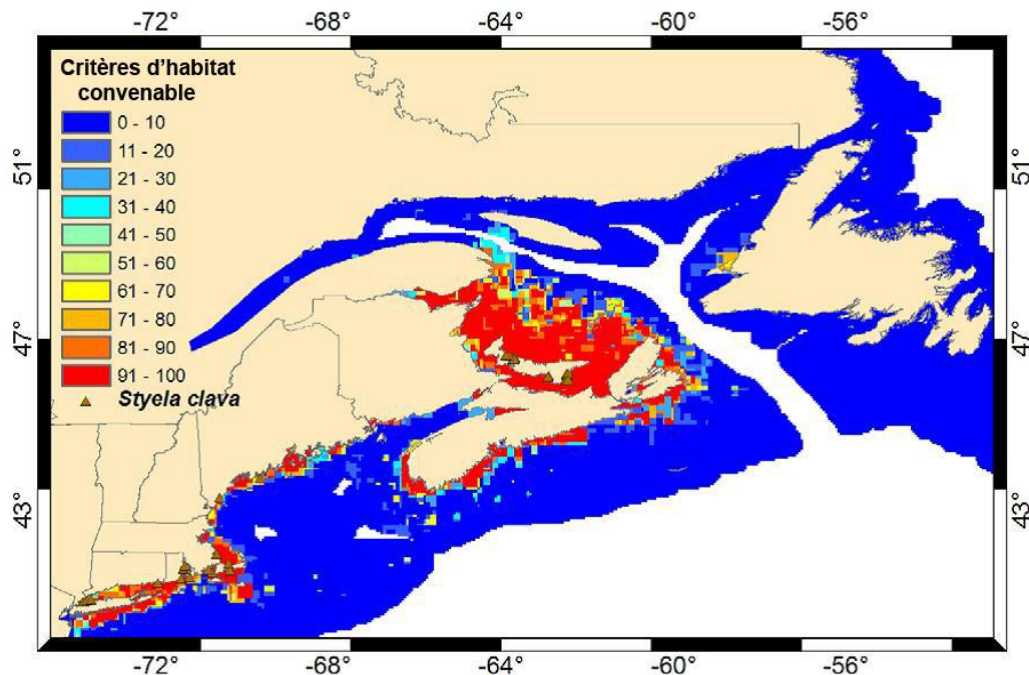 -72° -68° -64° -60° -56°
Critères d'habitat
convenable
0 - 10
11 - 20
21 - 30
31 - 40
41 - 50
51 - 60
61 - 70
71 - 80
81 - 90
91 - 100
Styela clava
51° 51°
47° 47°
43° 43°
-72° -68° -64° -60° -56°